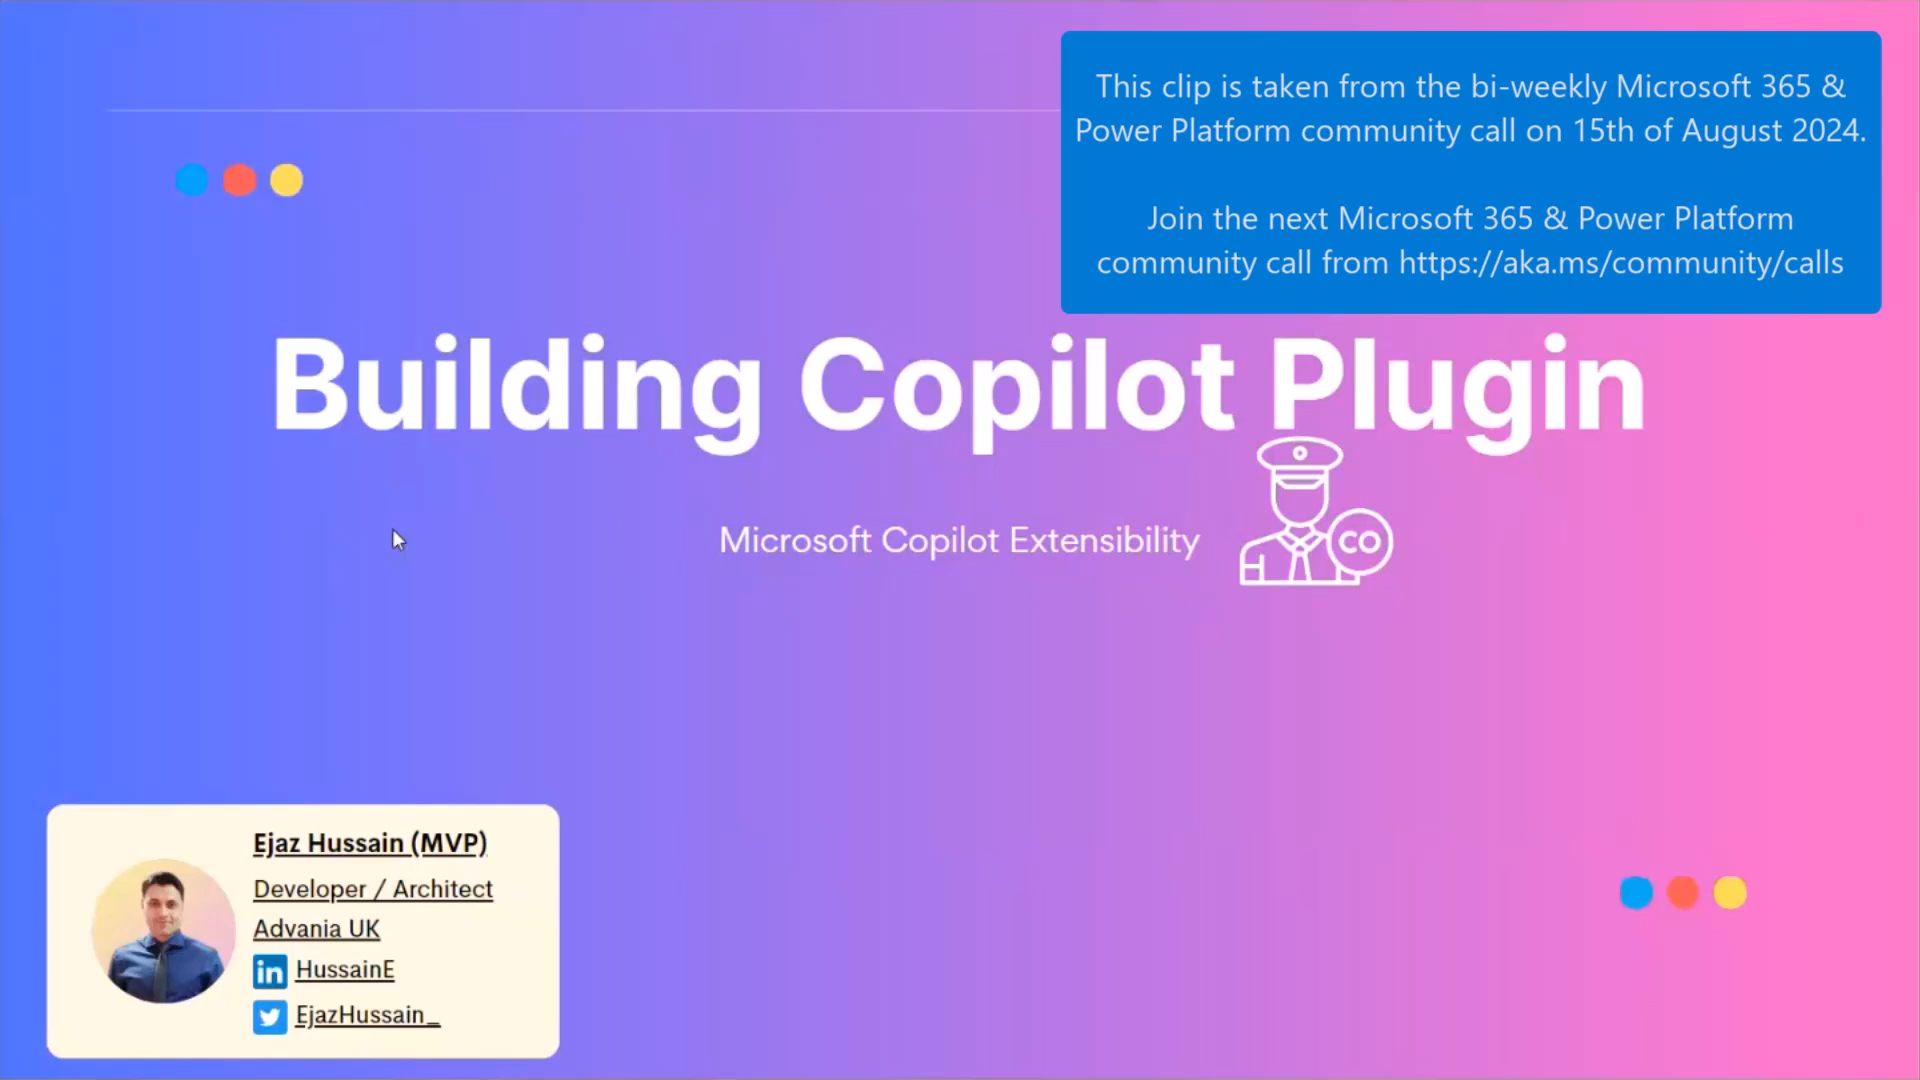 This clip is taken from the bi-weekly Microsoft 365 &
Power Platform community call on 15th of August 2024.
Join the next Microsoft 365 & Power Platform
community call from https://aka.ms/community/calls
Building Copilot Plugin
Microsoft Copilot Extensibility
CO
Ejaz Hussain (MVP)
Developer / Architect
Advania UK
in HussainE
EjazHussain_